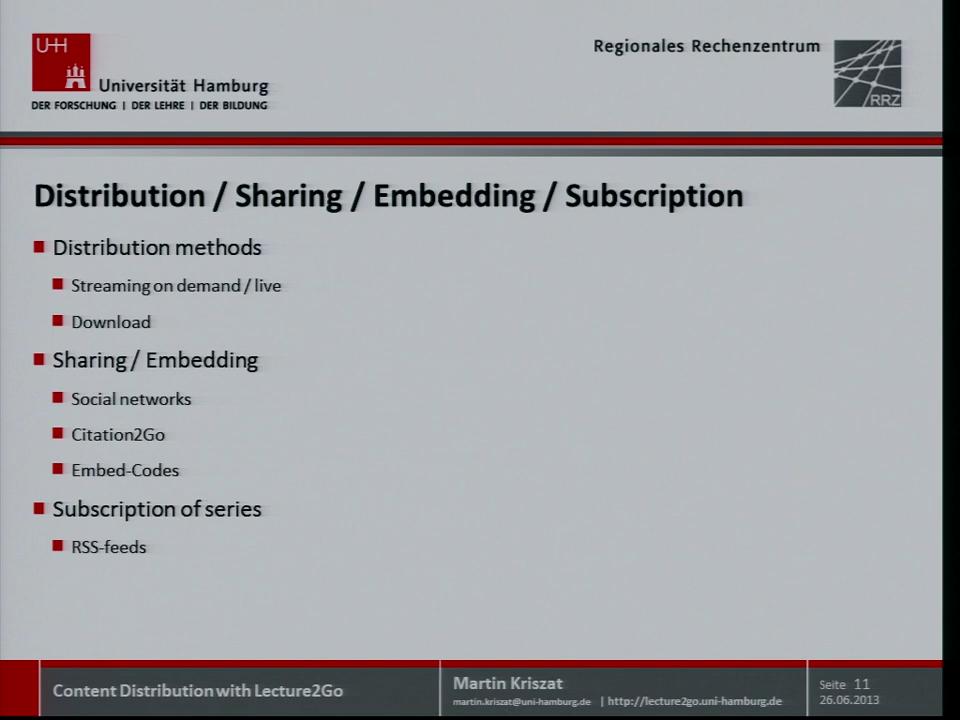 UH
Universität Hamburg
DER FORSCHUNG | DER LEHRE | DER BILDUNG
Regionales Rechenzentrum
RRZ
Distribution / Sharing / Embedding / Subscription
Distribution methods
Streaming on demand / live
Download
Sharing / Embedding
Social networks
Citation2Go
Embed-Codes
Subscription of series
RSS-feeds
Content Distribution with Lecture2Go
Martin Kriszat
martin.kriszat@uni-hamburg.de | http://lecture2go.uni-hamburg.de
Seite 11
26.06.2013